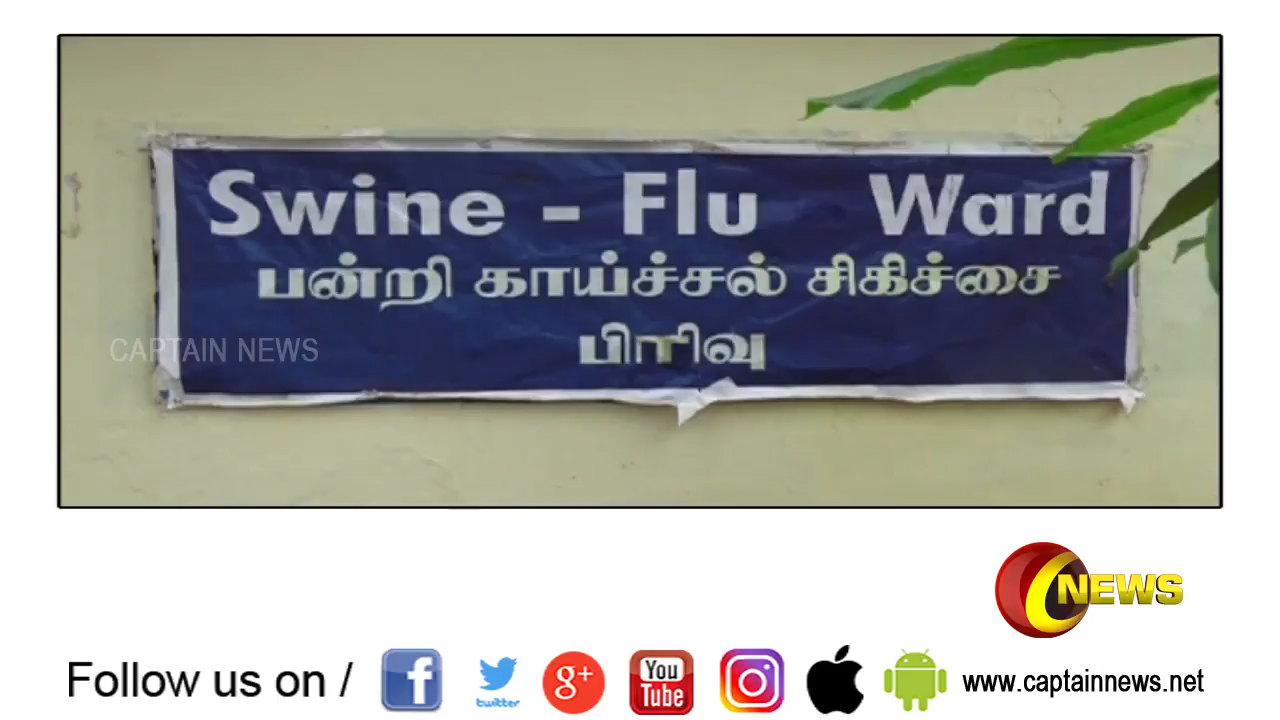 Swine - Flu Ward
பன்றி காய்ச்சல் சிகிச்சை
பிரிவு
CAPTAIN NEWS
NEWS
Follow us on / f twitter g+ You Tube www.captainnews.net